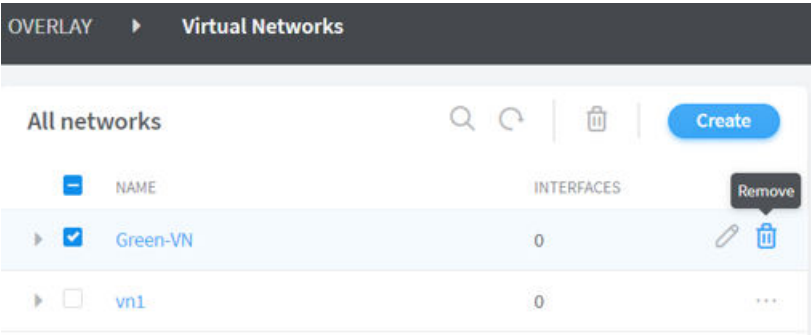 OVERLAY Virtual Networks
All networks Create
NAME INTERFACES Remove
Green-VN 0
vn1 0 ...